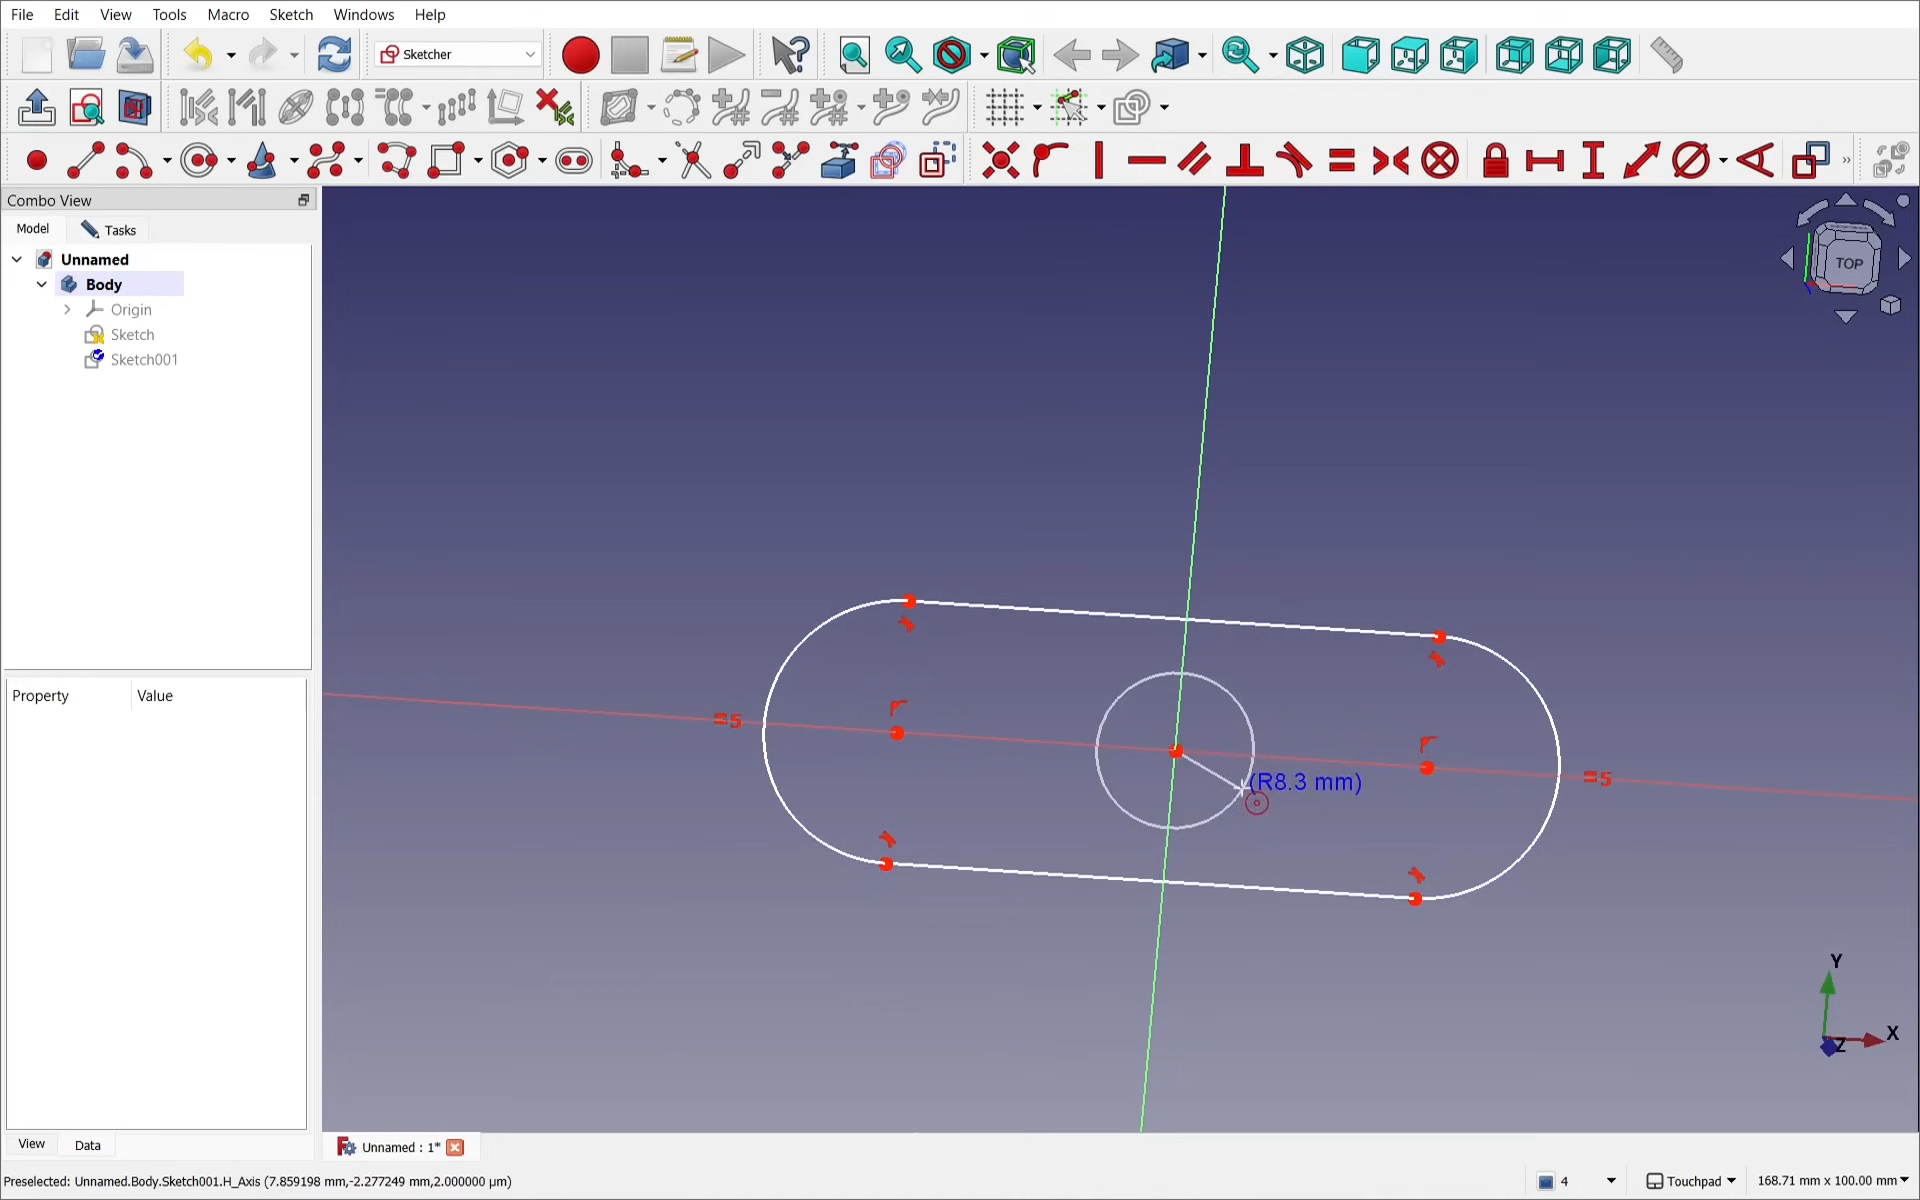 File Edit View Tools Macro Sketch Windows Help
Sketcher
Combo View
Model Tasks
Unnamed
Body
Origin
Sketch
Sketch001
TOP
5
(R8.3 mm)
5
Property Value
Y
X
Z
View Data
Unnamed : 1*
Preselected: Unnamed.Body.Sketch001.H_Axis (7.859198 mm,-2.277249 mm,2.000000 µm)
4 Touchpad 168.71 mm x 100.00 mm